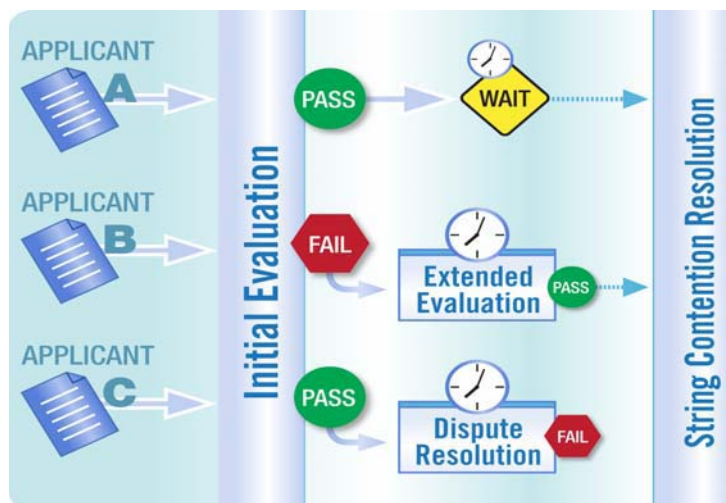 APPLICANT
A
PASS
WAIT
APPLICANT
B
FAIL
Extended
Evaluation
PASS
APPLICANT
C
PASS
Dispute
Resolution
FAIL
Initial Evaluation
String Contention Resolution